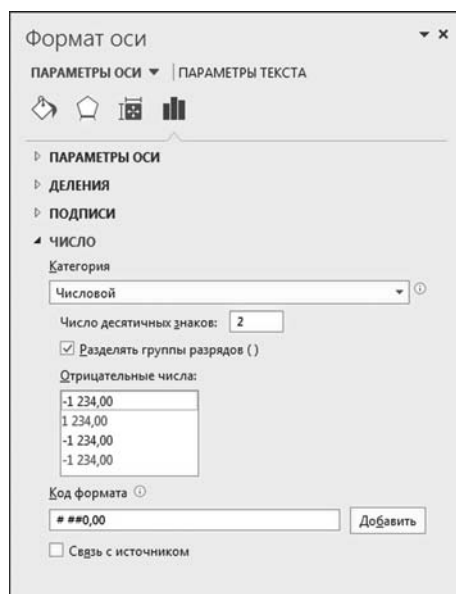 Формат оси
ПАРАМЕТРЫ ОСИ ПАРАМЕТРЫ ТЕКСТА
ПАРАМЕТРЫ ОСИ
ДЕЛЕНИЯ
ПОДПИСИ
ЧИСЛО
Категория
Числовой
Число десятичных знаков: 2
Разделять группы разрядов ( )
Отрицательные числа:
-1 234,00
1 234,00
-1 234,00
-1 234,00
Код формата
# ##0,00 Добавить
Связь с источником